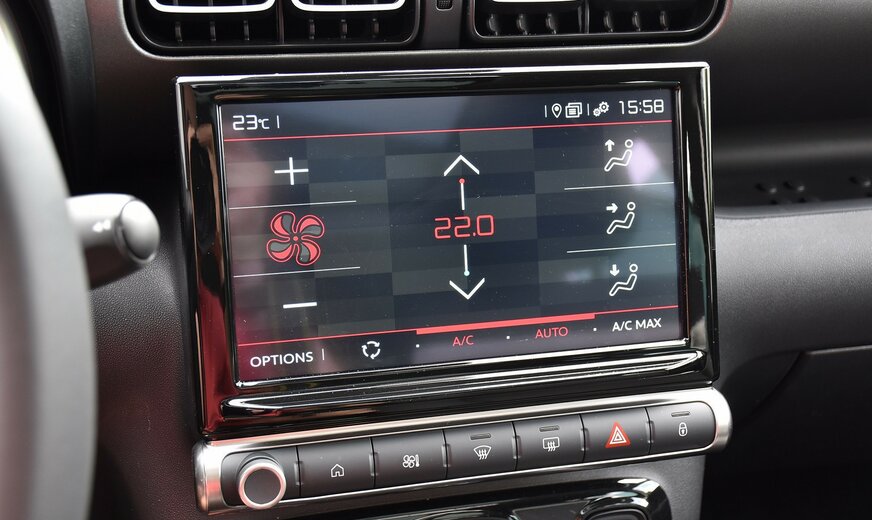 23°C
15:58
22.0
OPTIONS
A/C
AUTO
A/C MAX